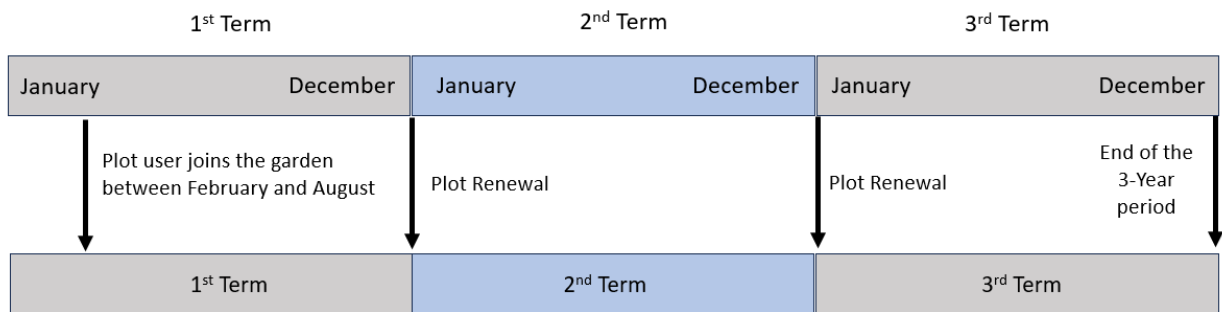 1st Term
2nd Term
3rd Term
January
December
January
December
January
December
Plot user joins the garden
between February and August
Plot Renewal
Plot Renewal
End of the
3-Year
period
1st Term
2nd Term
3rd Term